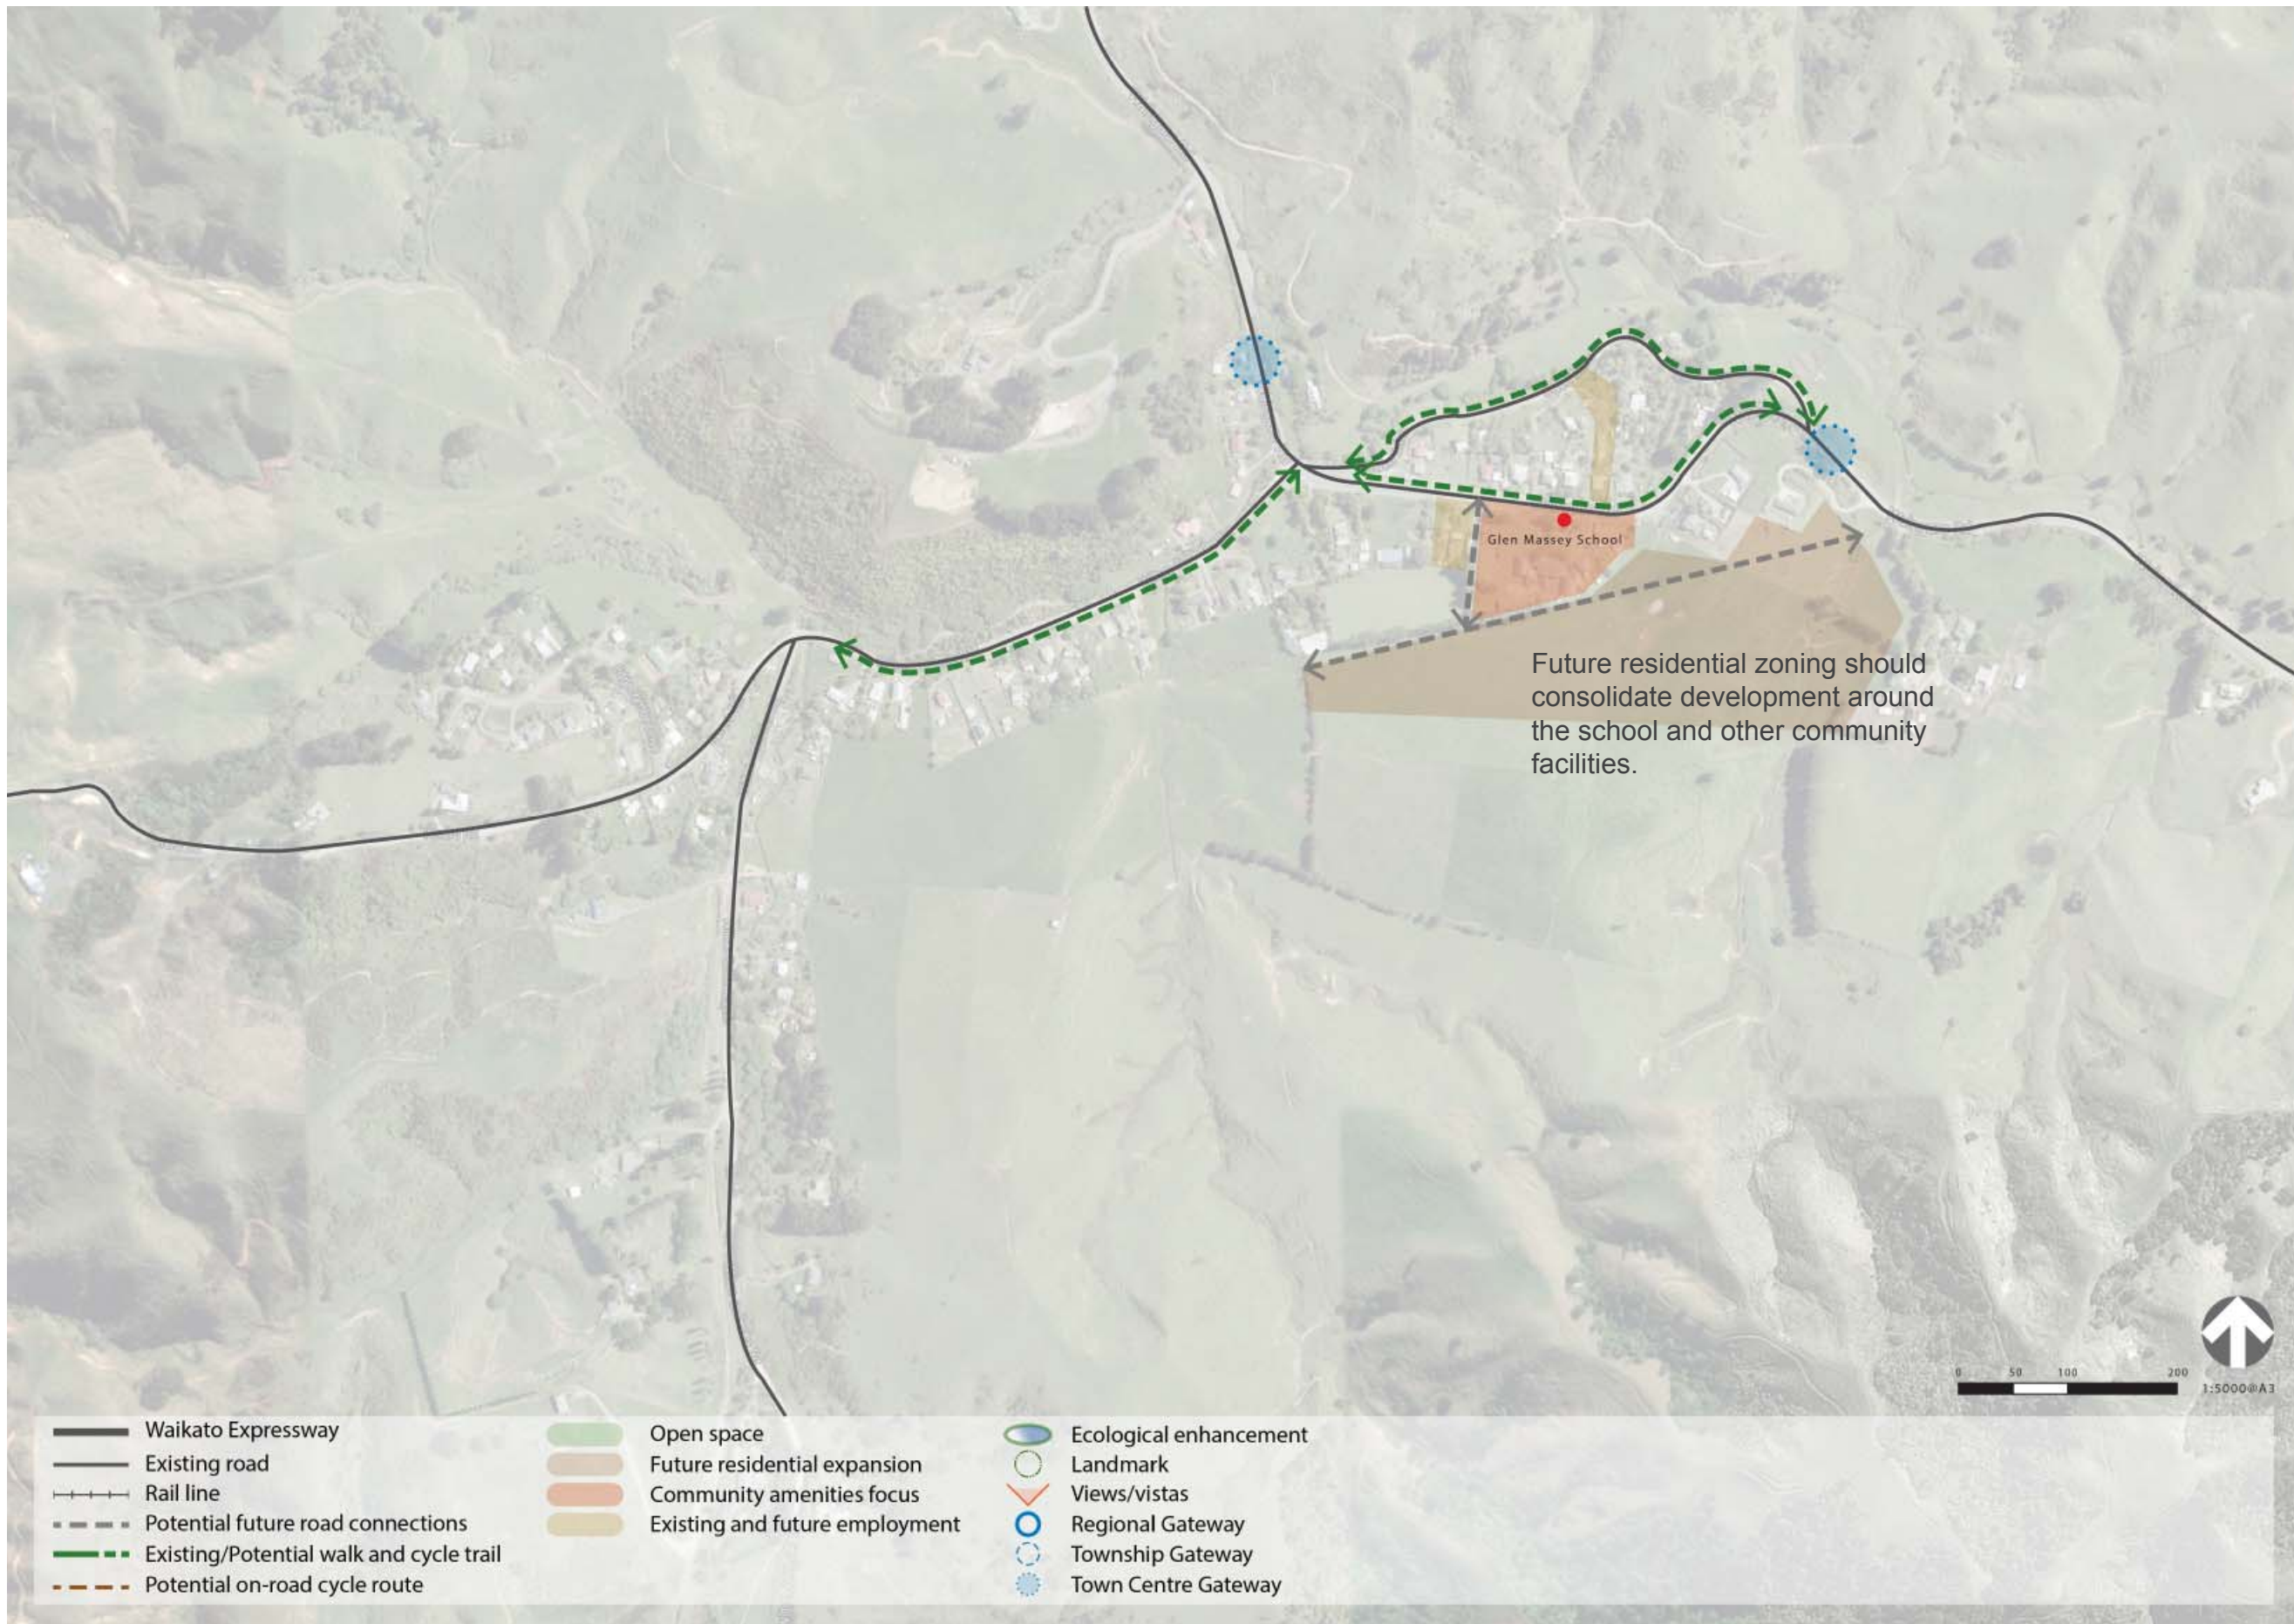 Glen Massey School
Future residential zoning should
consolidate development around
the school and other community
facilities.
0 50 100 200
1:5000@A3
Waikato Expressway
Existing road
Rail line
Potential future road connections
Existing/Potential walk and cycle trail
Potential on-road cycle route
Open space
Future residential expansion
Community amenities focus
Existing and future employment
Ecological enhancement
Landmark
Views/vistas
Regional Gateway
Township Gateway
Town Centre Gateway